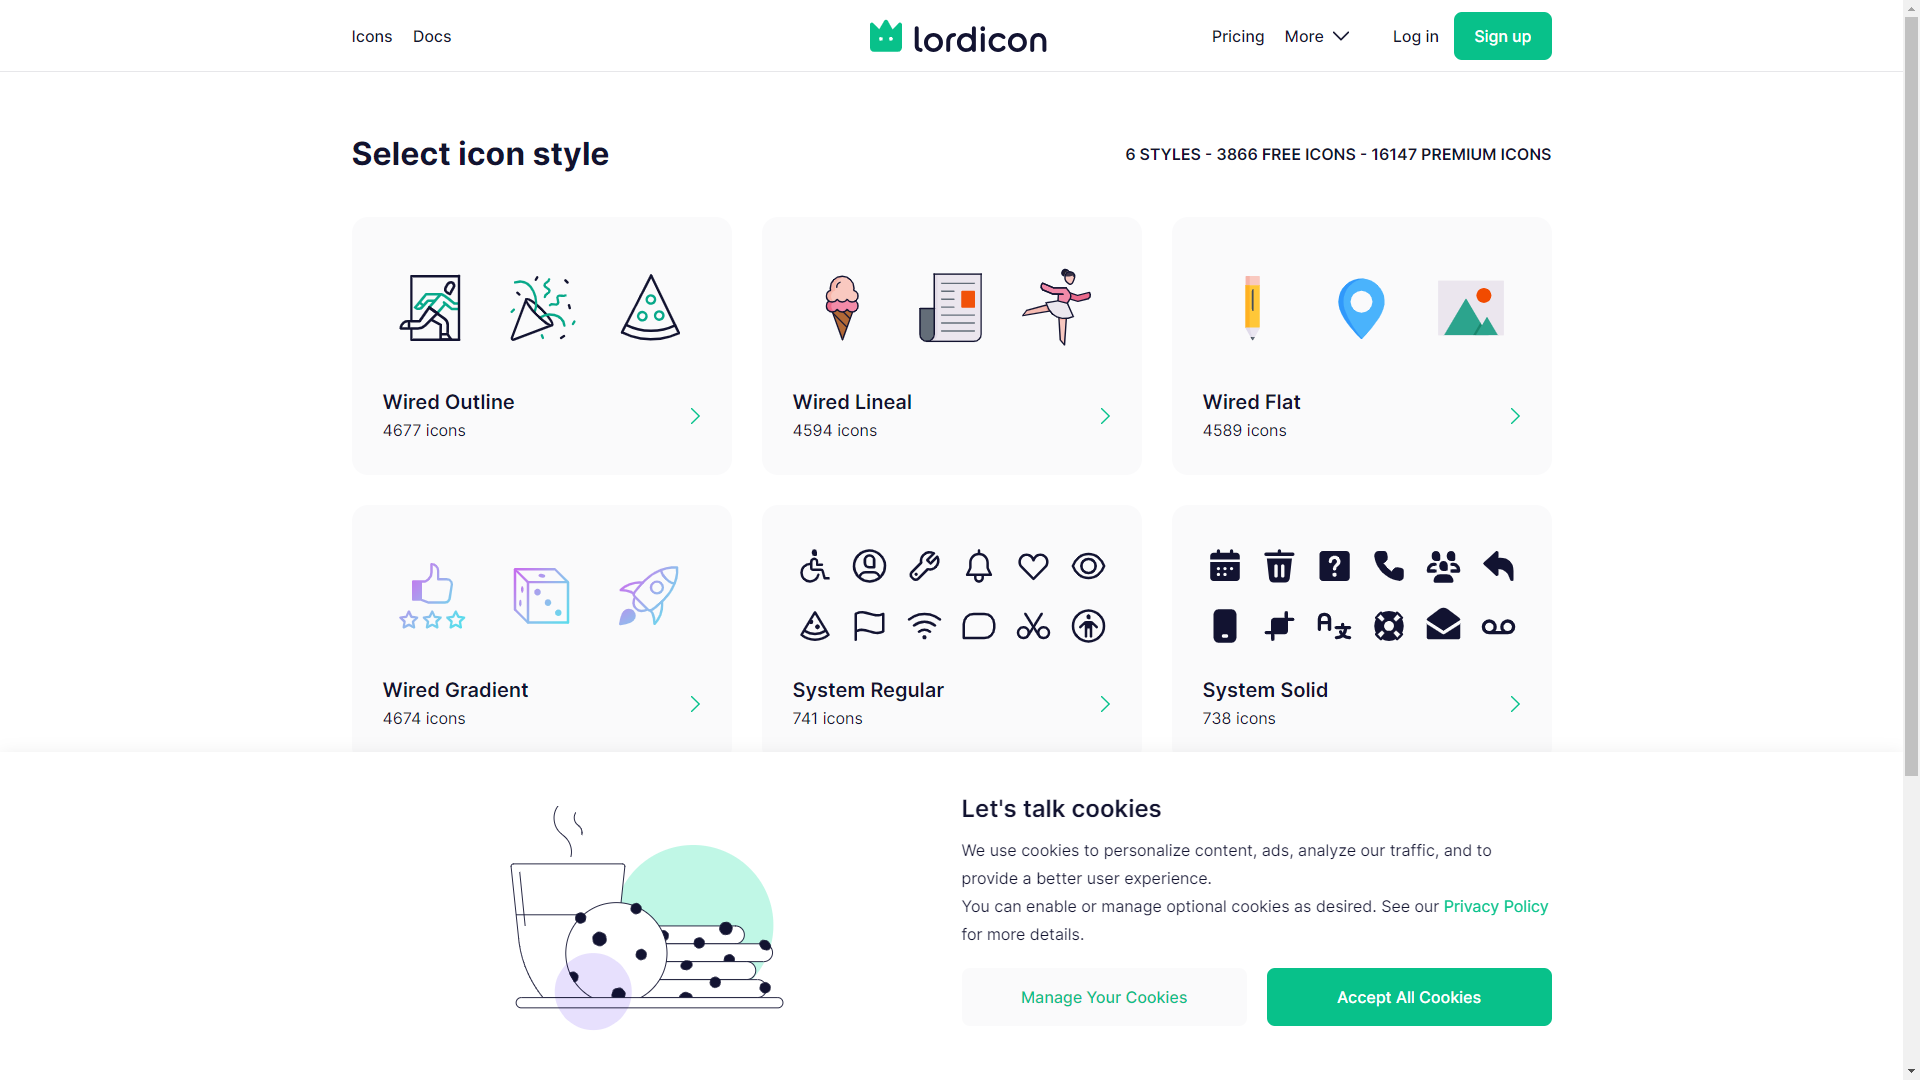 Icons
Docs
lordicon
Pricing
More
Log in
Sign up
Select icon style
6 STYLES - 3866 FREE ICONS - 16147 PREMIUM ICONS
Wired Outline
4677 icons
Wired Lineal
4594 icons
Wired Flat
4589 icons
Wired Gradient
4674 icons
System Regular
741 icons
System Solid
738 icons
Let's talk cookies
We use cookies to personalize content, ads, analyze our traffic, and to
provide a better user experience.
You can enable or manage optional cookies as desired. See our Privacy Policy
for more details.
Manage Your Cookies
Accept All Cookies